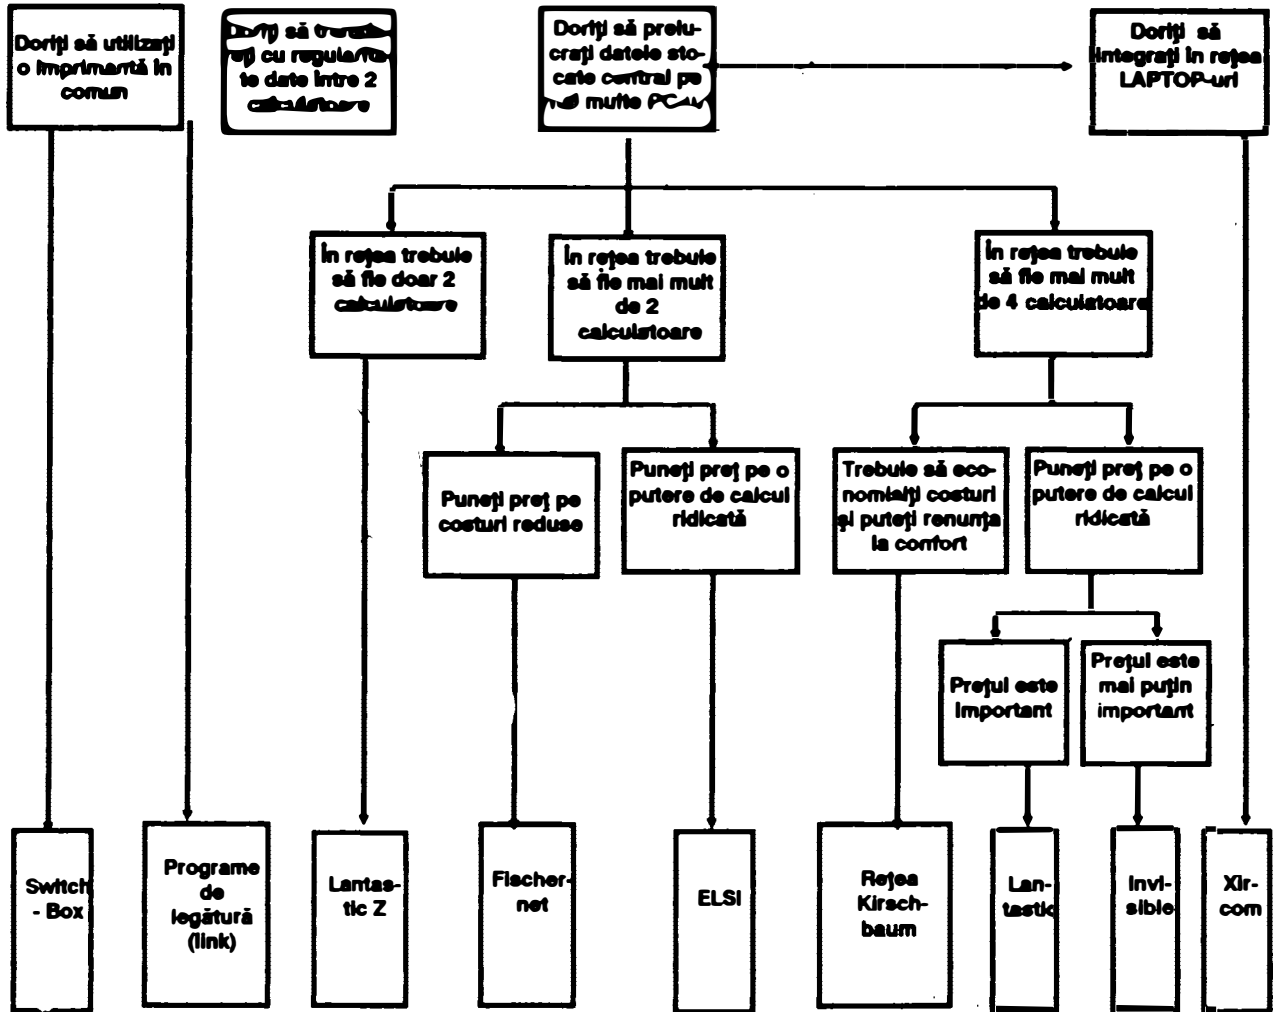 Doriți să utilizați
o imprimantă în
comun
să
cu
te date între 2
calculatoare
Doriți să prelu-
crați datele sto-
cate central pe
multe
Doriți să
integrați în rețea
LAPTOP-uri
În rețea trebuie
să fie doar 2
calculatoare
În rețea trebuie
să fie mai mult
de 2
calculatoare
În rețea trebuie
să fie mai mult
de 4 calculatoare
Puneți preț pe
costuri reduse
Puneți preț pe o
putere de calcul
ridicată
Trebuie să eco-
nomisiți costuri
și puteți renunța
la confort
Puneți preț pe o
putere de calcul
ridicată
Prețul este
important
Prețul este
mai puțin
important
Switch
- Box
Programe
de
legătură
(link)
Lantas-
tic Z
Fischer-
net
ELSI
Rețea
Kirsch-
baum
Lan-
tastic
Invi-
sible
Xir-
com